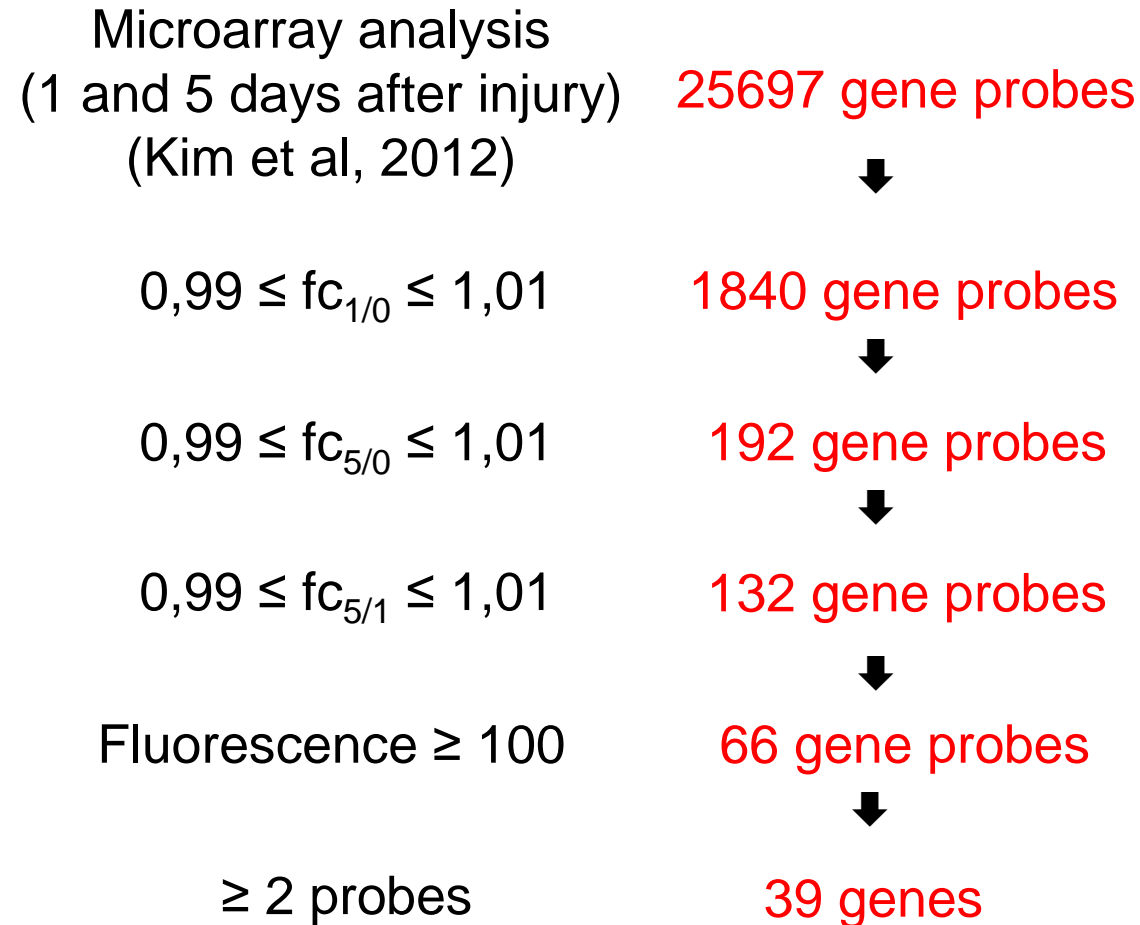 Microarray analysis
(1 and 5 days after injury)
(Kim et al, 2012)
25697 gene probes
0,99 ≤ fc1/0 ≤ 1,01
1840 gene probes
0,99 ≤ fc5/0 ≤ 1,01
192 gene probes
0,99 ≤ fc5/1 ≤ 1,01
132 gene probes
Fluorescence ≥ 100
66 gene probes
≥ 2 probes
39 genes